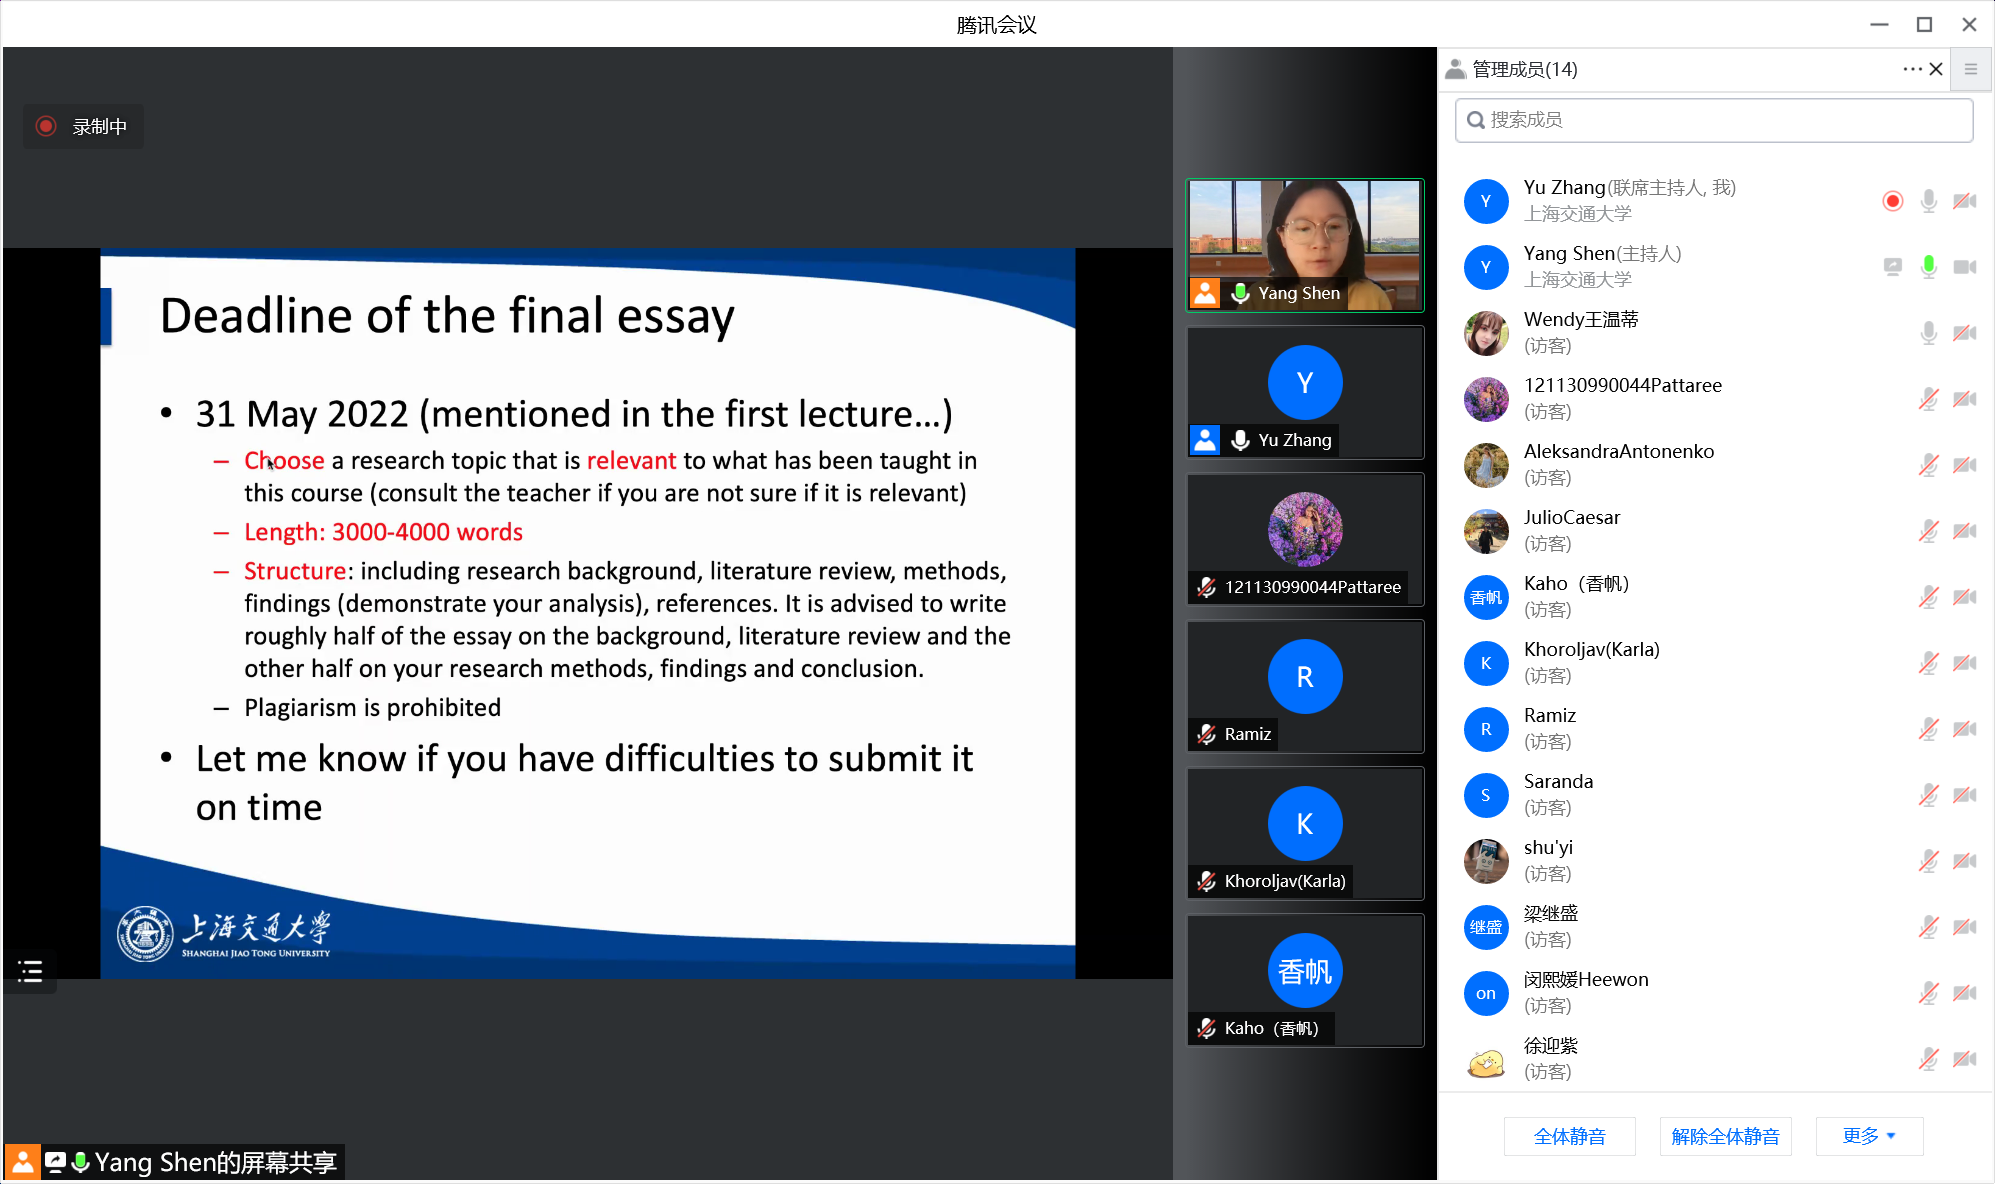 腾讯会议
录制中
Deadline of the final essay
• 31 May 2022 (mentioned in the first lecture...)
– Choose a research topic that is relevant to what has been taught in
this course (consult the teacher if you are not sure if it is relevant)
– Length: 3000-4000 words
– Structure: including research background, literature review, methods,
findings (demonstrate your analysis), references. It is advised to write
roughly half of the essay on the background, literature review and the
other half on your research methods, findings and conclusion.
– Plagiarism is prohibited
• Let me know if you have difficulties to submit it
on time
上海交通大学
SHANGHAI JIAO TONG UNIVERSITY
Yang Shen的屏幕共享
Yang Shen
Y
Yu Zhang
121130990044Pattaree
R
Ramiz
K
Khoroljav(Karla)
香帆
Kaho（香帆）
管理成员(14)
搜索成员
Y
Yu Zhang(联席主持人, 我)
上海交通大学
Y
Yang Shen(主持人)
上海交通大学
Wendy王温蒂
(访客)
121130990044Pattaree
(访客)
AleksandraAntonenko
(访客)
JulioCaesar
(访客)
香帆
Kaho（香帆）
(访客)
K
Khoroljav(Karla)
(访客)
R
Ramiz
(访客)
S
Saranda
(访客)
shu'yi
(访客)
继盛
梁继盛
(访客)
on
闵熙媛Heewon
(访客)
徐迎紫
(访客)
全体静音
解除全体静音
更多